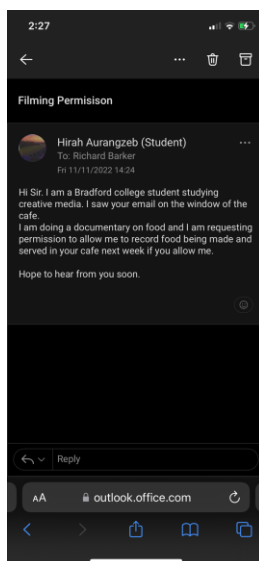 2:27
Filming Permisison
Hirah Aurangzeb (Student)
To: Richard Barker
Fri 11/11/2022 14:24
Hi Sir. I am a Bradford college student studying
creative media. I saw your email on the window of the
cafe.
I am doing a documentary on food and I am requesting
permission to allow me to record food being made and
served in your cafe next week if you allow me.
Hope to hear from you soon.
Reply
AA
outlook.office.com